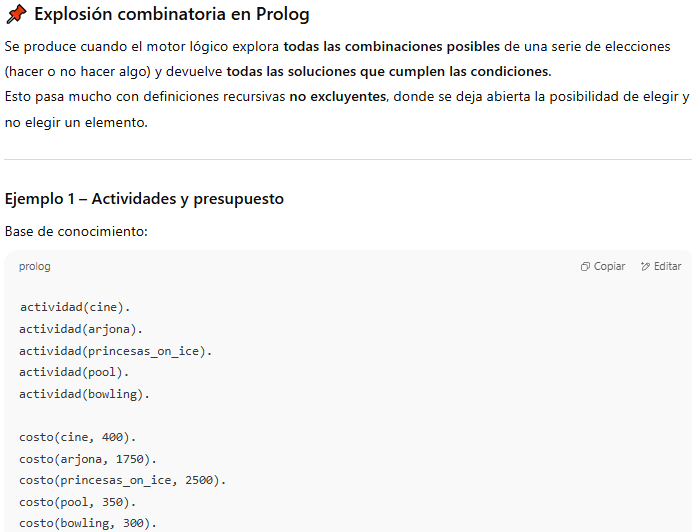 📌 Explosión combinatoria en Prolog
Se produce cuando el motor lógico explora todas las combinaciones posibles de una serie de elecciones
(hacer o no hacer algo) y devuelve todas las soluciones que cumplen las condiciones.
Esto pasa mucho con definiciones recursivas no excluyentes, donde se deja abierta la posibilidad de elegir y
no elegir un elemento.
Ejemplo 1 – Actividades y presupuesto
Base de conocimiento:
prolog Copiar Editar
actividad(cine).
actividad(arjona).
actividad(princesas_on_ice).
actividad(pool).
actividad(bowling).
costo(cine, 400).
costo(arjona, 1750).
costo(princesas_on_ice, 2500).
costo(pool, 350).
costo(bowling, 300).